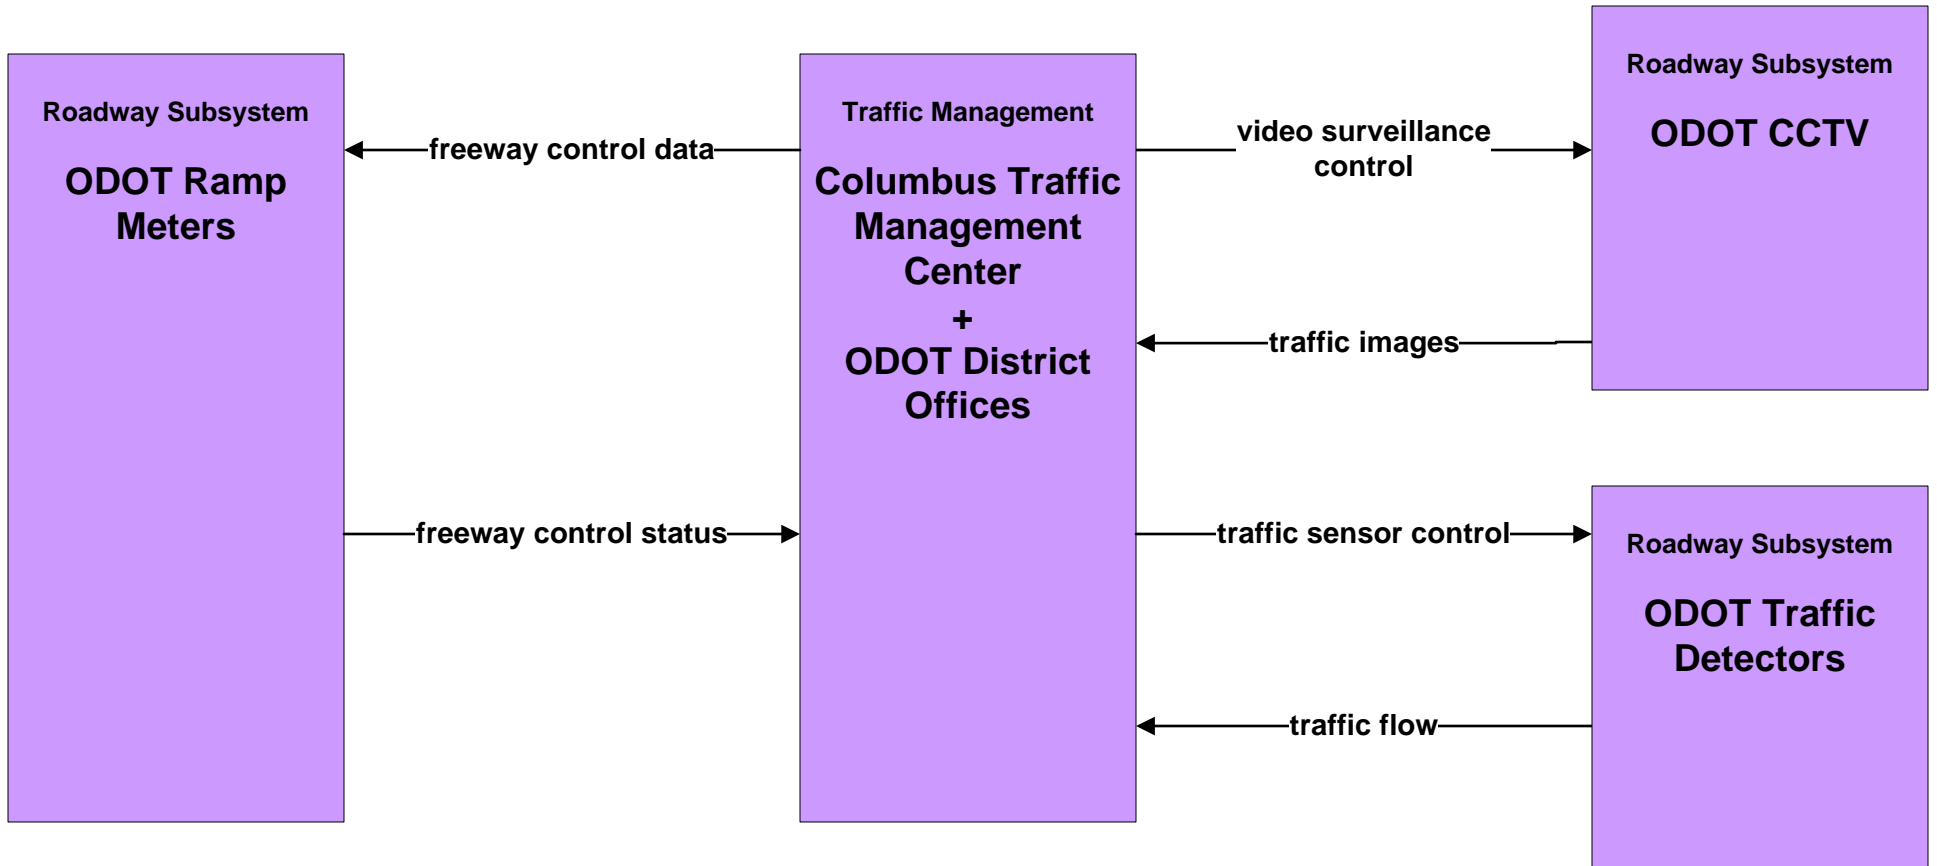 Roadway Subsystem
ODOT Ramp
Meters
freeway control data
freeway control status
Traffic Management
Columbus Traffic
Management
Center
+
ODOT District
Offices
video surveillance
control
traffic images
traffic sensor control
traffic flow
Roadway Subsystem
ODOT CCTV
Roadway Subsystem
ODOT Traffic
Detectors